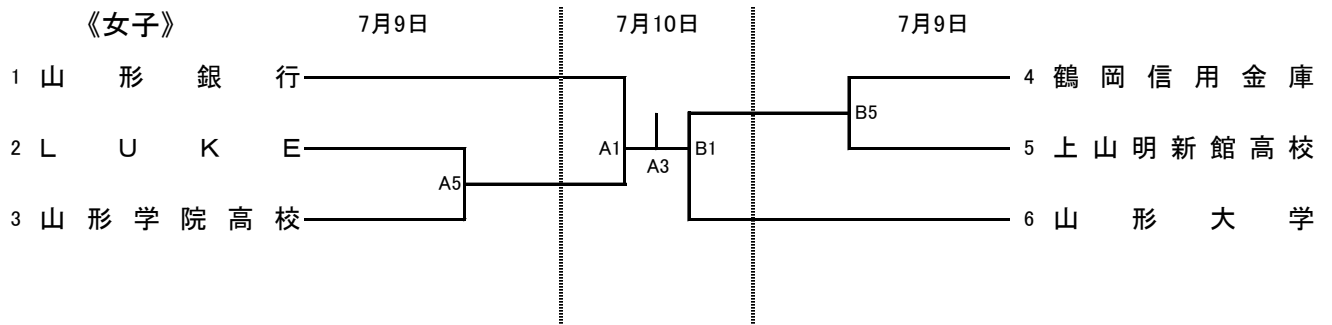 《女子》 7月9日 7月10日 7月9日
1 山形銀行 4 鶴岡信用金庫
B5
2 LUKE A1 B1 5 上山明新館高校
A3
A5
3 山形学院高校 6 山形大学